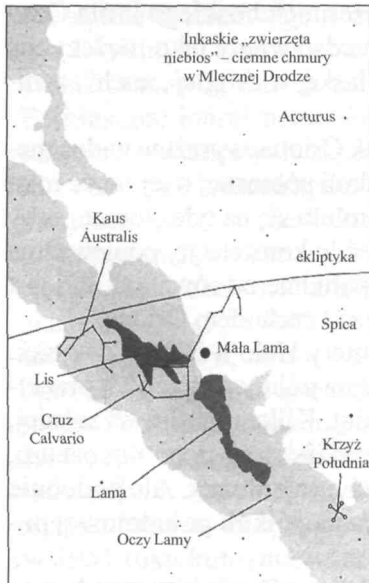 Inkaskie „zwierzęta
niebios” – ciemne chmury
w Mlecznej Drodze
Arcturus
Kaus
Australis
ekliptyka
Spica
Mała Lama
Lis
Cruz
Calvario
Krzyż
Południa
Lama
Oczy Lamy